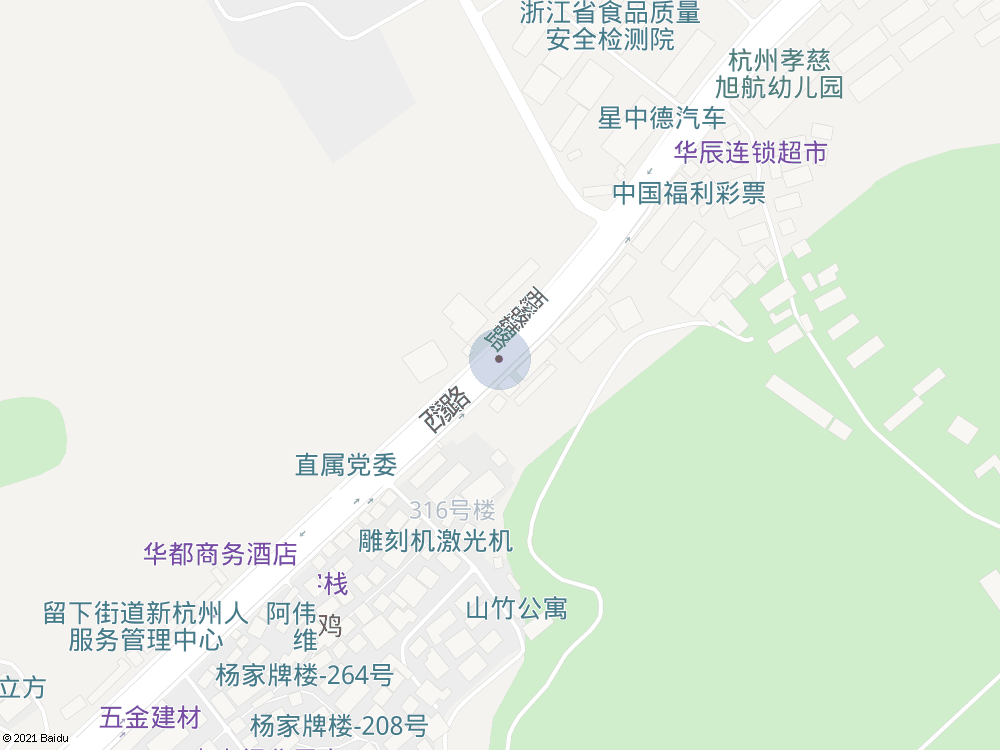 浙江省食品质量
安全检测院
杭州孝慈
旭航幼儿园
星中德汽车
华辰连锁超市
中国福利彩票
西溪路
直属党委
316号楼
雕刻机激光机
华都商务酒店
栈
留下街道新杭州人
服务管理中心
阿伟
维
鸡
山竹公寓
杨家牌楼-264号
立方
五金建材
杨家牌楼-208号
© 2021 Baidu